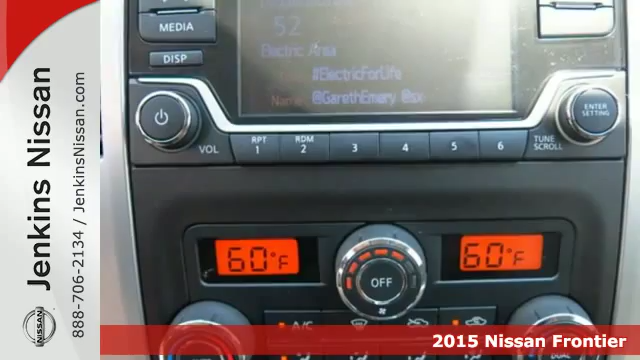 MEDIA
DISP
52
Electric Area
#ElectricForLife
Name: @GarethEmery
VOL
RPT 1
RDM 2
3
4
5
6
TUNE SCROLL
ENTER SETTING
60°F
OFF
60°F
A/C
2015 Nissan Frontier
Jenkins Nissan
888-706-2134 / JenkinsNissan.com
NISSAN